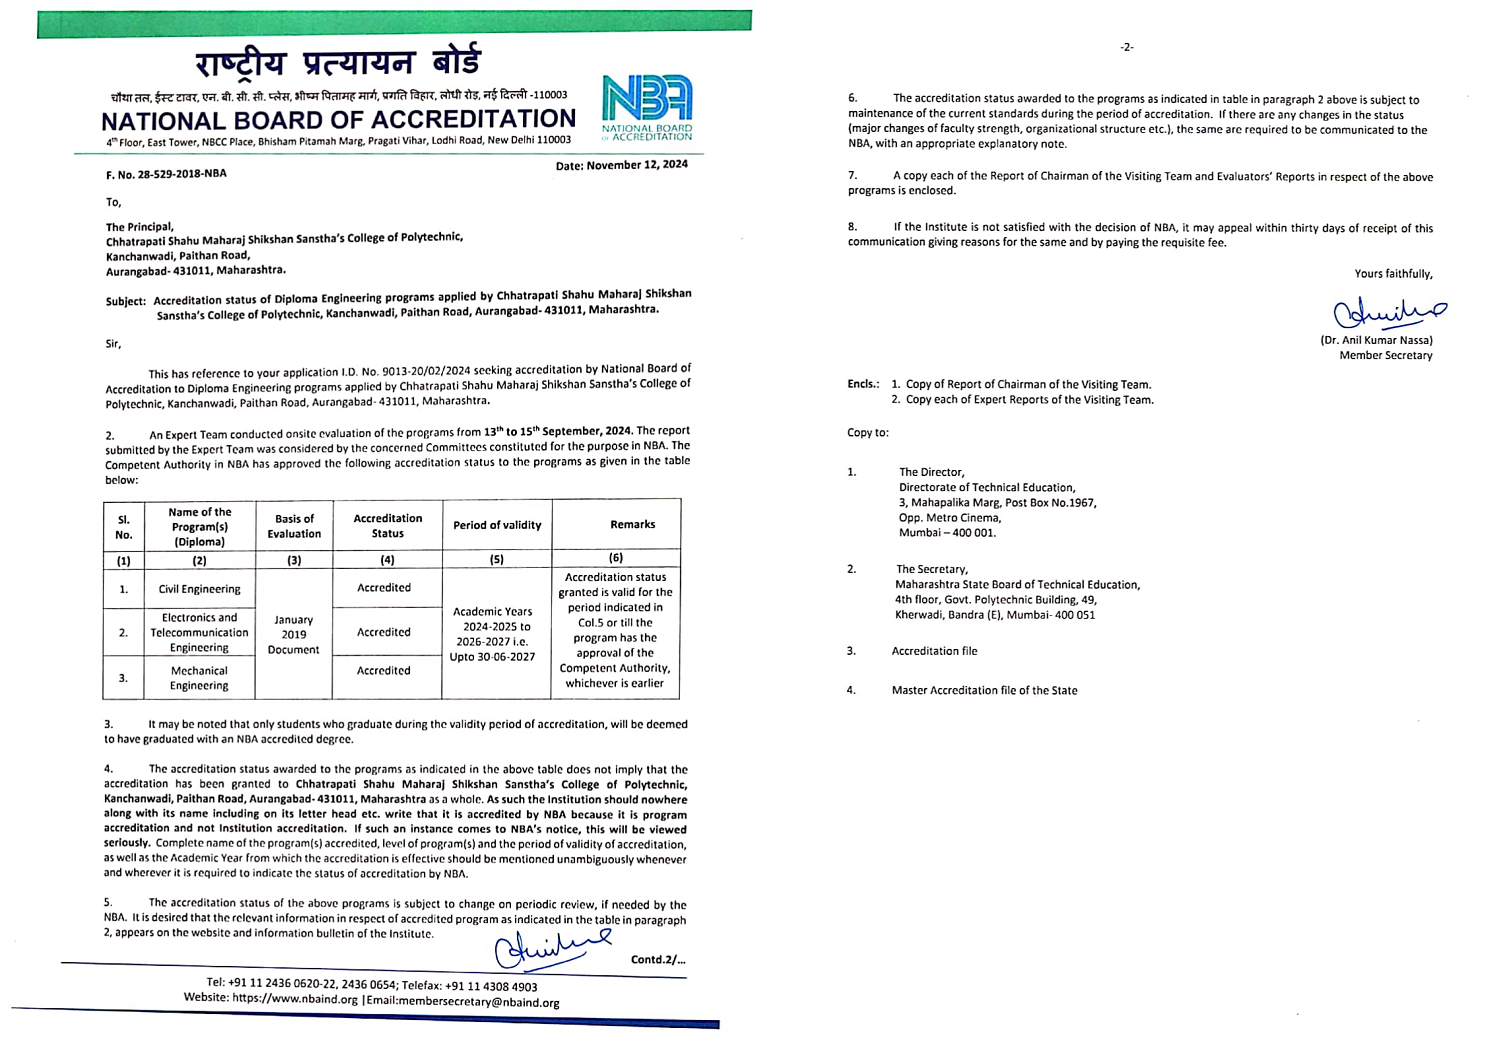 राष्ट्रीय प्रत्यायन बोर्ड
चौथा तल, ईस्ट टावर, एन. बी. सी. सी. प्लेस, भीष्म पितामह मार्ग, प्रगति विहार, लोधी रोड, नई दिल्ली -110003
NATIONAL BOARD OF ACCREDITATION
4th Floor, East Tower, NBCC Place, Bhisham Pitamah Marg, Pragati Vihar, Lodhi Road, New Delhi 110003
NBA
NATIONAL BOARD
OF ACCREDITATION
F. No. 28-529-2018-NBA
Date: November 12, 2024
To,
The Principal,
Chhatrapati Shahu Maharaj Shikshan Sanstha's College of Polytechnic,
Kanchanwadi, Paithan Road,
Aurangabad- 431011, Maharashtra.
Subject: Accreditation status of Diploma Engineering programs applied by Chhatrapati Shahu Maharaj Shikshan
Sanstha's College of Polytechnic, Kanchanwadi, Paithan Road, Aurangabad- 431011, Maharashtra.
Sir,
This has reference to your application I.D. No. 9013-20/02/2024 seeking accreditation by National Board of
Accreditation to Diploma Engineering programs applied by Chhatrapati Shahu Maharaj Shikshan Sanstha's College of
Polytechnic, Kanchanwadi, Paithan Road, Aurangabad- 431011, Maharashtra.
2. An Expert Team conducted onsite evaluation of the programs from 13th to 15th September, 2024. The report
submitted by the Expert Team was considered by the concerned Committees constituted for the purpose in NBA. The
Competent Authority in NBA has approved the following accreditation status to the programs as given in the table
below:
Sl. No. Name of the Program(s) (Diploma) Basis of Evaluation Accreditation Status Period of validity Remarks
(1) (2) (3) (4) (5) (6)
1. Civil Engineering
January 2019 Document
Accredited
Academic Years
2024-2025 to
2026-2027 i.e.
Upto 30-06-2027
Accreditation status
granted is valid for the
period indicated in
Col.5 or till the
program has the
approval of the
Competent Authority,
whichever is earlier
2. Electronics and Telecommunication Engineering Accredited
3. Mechanical Engineering Accredited
3. It may be noted that only students who graduate during the validity period of accreditation, will be deemed
to have graduated with an NBA accredited degree.
4. The accreditation status awarded to the programs as indicated in the above table does not imply that the
accreditation has been granted to Chhatrapati Shahu Maharaj Shikshan Sanstha's College of Polytechnic,
Kanchanwadi, Paithan Road, Aurangabad- 431011, Maharashtra as a whole. As such the Institution should nowhere
along with its name including on its letter head etc. write that it is accredited by NBA because it is program
accreditation and not Institution accreditation. If such an instance comes to NBA's notice, this will be viewed
seriously. Complete name of the program(s) accredited, level of program(s) and the period of validity of accreditation,
as well as the Academic Year from which the accreditation is effective should be mentioned unambiguously whenever
and wherever it is required to indicate the status of accreditation by NBA.
5. The accreditation status of the above programs is subject to change on periodic review, if needed by the
NBA. It is desired that the relevant information in respect of accredited program as indicated in the table in paragraph
2, appears on the website and information bulletin of the Institute.
Contd.2/...
Tel: +91 11 2436 0620-22, 2436 0654; Telefax: +91 11 4308 4903
Website: https://www.nbaind.org |Email:membersecretary@nbaind.org
-2-
6. The accreditation status awarded to the programs as indicated in table in paragraph 2 above is subject to
maintenance of the current standards during the period of accreditation. If there are any changes in the status
(major changes of faculty strength, organizational structure etc.), the same are required to be communicated to the
NBA, with an appropriate explanatory note.
7. A copy each of the Report of Chairman of the Visiting Team and Evaluators' Reports in respect of the above
programs is enclosed.
8. If the Institute is not satisfied with the decision of NBA, it may appeal within thirty days of receipt of this
communication giving reasons for the same and by paying the requisite fee.
Yours faithfully,
(Dr. Anil Kumar Nassa)
Member Secretary
Encls.: 1. Copy of Report of Chairman of the Visiting Team.
2. Copy each of Expert Reports of the Visiting Team.
Copy to:
1. The Director,
Directorate of Technical Education,
3, Mahapalika Marg, Post Box No.1967,
Opp. Metro Cinema,
Mumbai – 400 001.
2. The Secretary,
Maharashtra State Board of Technical Education,
4th floor, Govt. Polytechnic Building, 49,
Kherwadi, Bandra (E), Mumbai- 400 051
3. Accreditation file
4. Master Accreditation file of the State